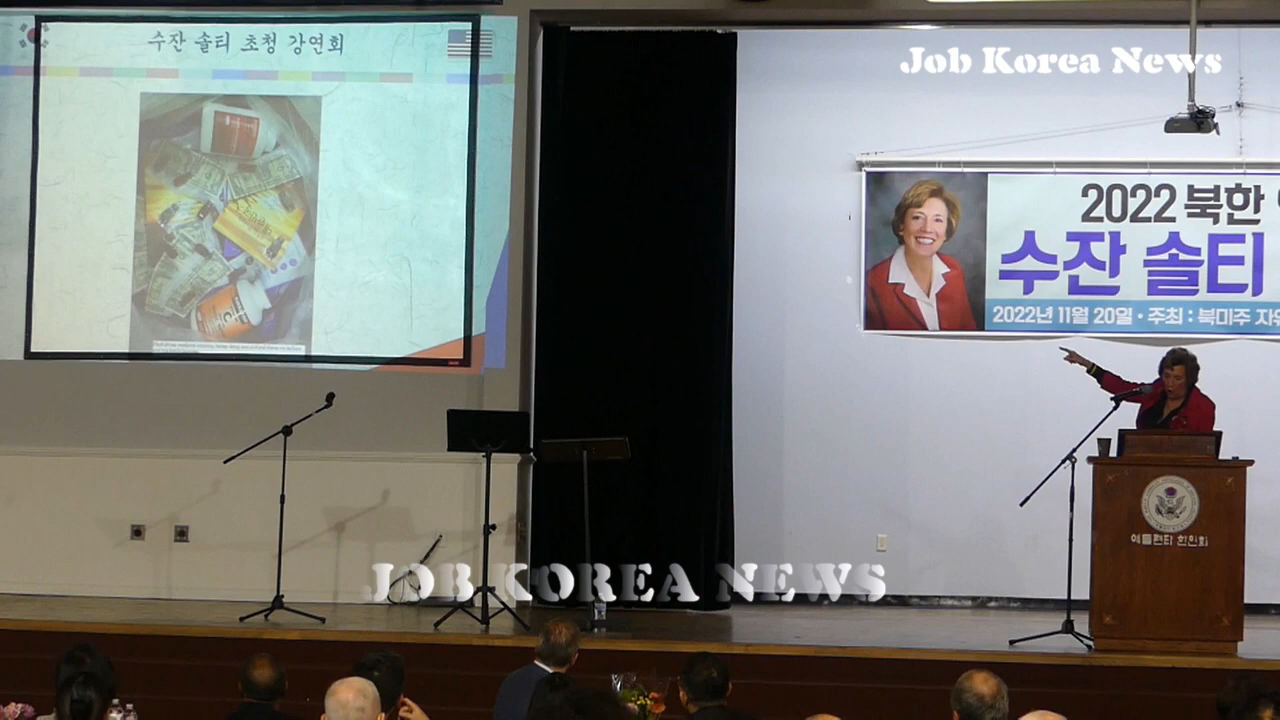 수잔 솔티 초청 강연회
Job Korea News
2022 북한
수잔 솔티
2022년 11월 20일 · 주최 : 북미주 자유
애틀랜타 한인회
JOB KOREA NEWS